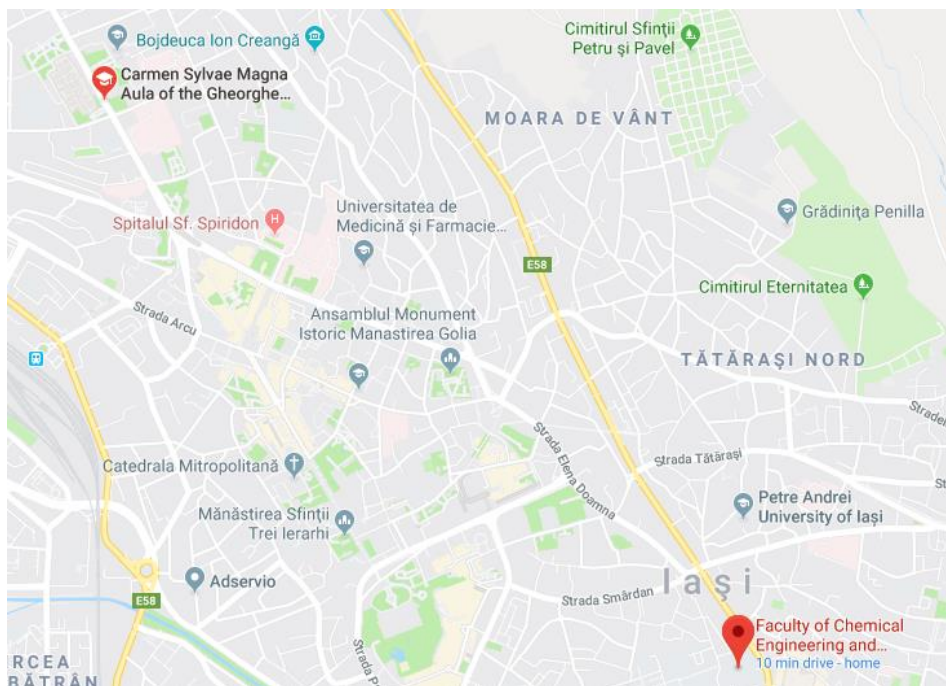 Bojdeuca Ion Creangă
Cimitirul Sfinții
Petru și Pavel
Carmen Sylvae Magna
Aula of the Gheorghe...
MOARA DE VÂNT
Universitatea de
Medicină și Farmacie...
Spitalul Sf. Spiridon
H
Grădinița Penilla
E58
Cimitirul Eternitatea
Strada Arcu
Ansamblul Monument
Istoric Manastirea Golia
TĂTĂRAȘI NORD
Strada Elena Doamna
Strada Tătărași
Catedrala Mitropolitană
Petre Andrei
University of Iași
Mănăstirea Sfinții
Trei Ierarhi
Adservio
Iași
E58
Strada Smârdan
Faculty of Chemical
Engineering and...
10 min drive - home
BĂTRÂN